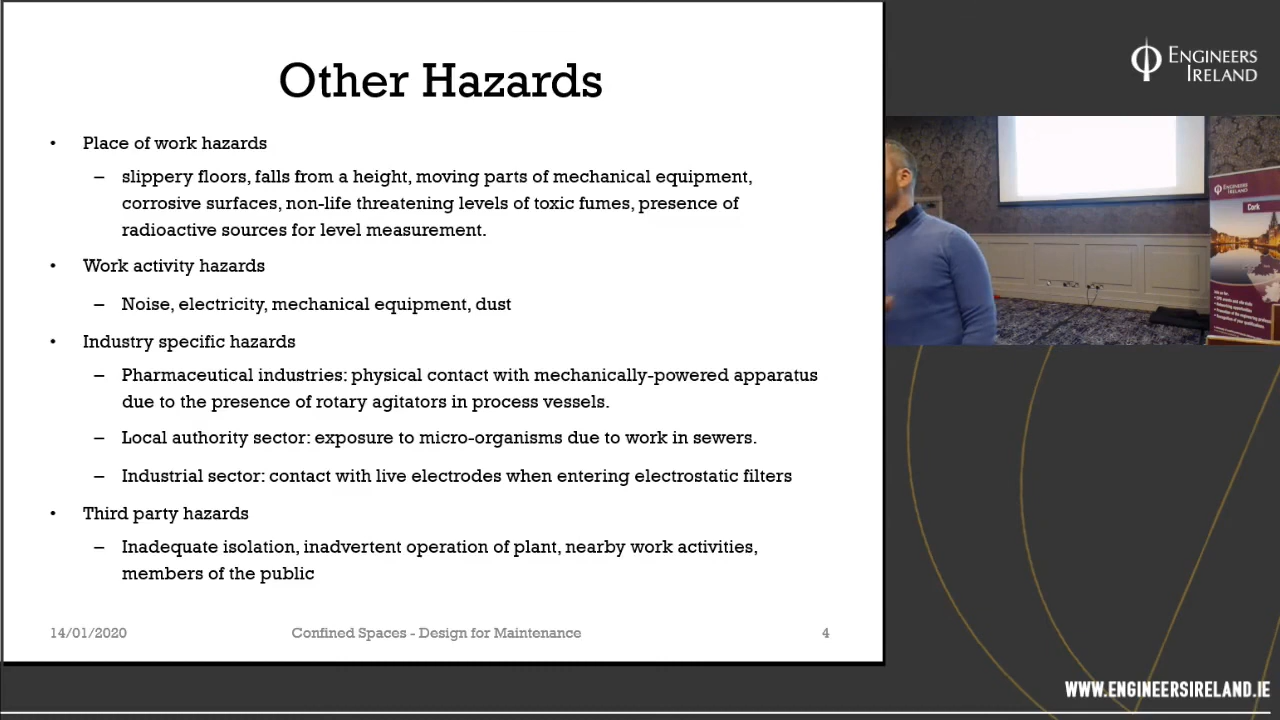 Other Hazards
• Place of work hazards
– slippery floors, falls from a height, moving parts of mechanical equipment,
corrosive surfaces, non-life threatening levels of toxic fumes, presence of
radioactive sources for level measurement.
• Work activity hazards
– Noise, electricity, mechanical equipment, dust
• Industry specific hazards
– Pharmaceutical industries: physical contact with mechanically-powered apparatus
due to the presence of rotary agitators in process vessels.
– Local authority sector: exposure to micro-organisms due to work in sewers.
– Industrial sector: contact with live electrodes when entering electrostatic filters
• Third party hazards
– Inadequate isolation, inadvertent operation of plant, nearby work activities,
members of the public
14/01/2020 Confined Spaces - Design for Maintenance 4
ENGINEERS
IRELAND
ENGINEERS
IRELAND
Cork
WWW.ENGINEERSIRELAND.IE